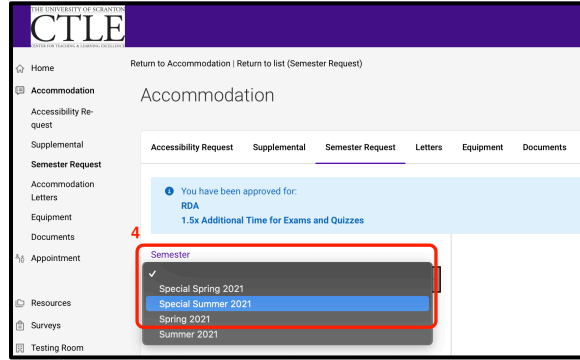 THE UNIVERSITY OF SCRANTON
CTLE
CENTER FOR TEACHING & LEARNING EXCELLENCE
Home
Accommodation
Accessibility Re-
quest
Supplemental
Semester Request
Accommodation
Letters
Equipment
Documents
Appointment
Resources
Surveys
Testing Room
Return to Accommodation | Return to list (Semester Request)
Accommodation
Accessibility Request Supplemental Semester Request Letters Equipment Documents
You have been approved for:
RDA
1.5x Additional Time for Exams and Quizzes
4
Semester
Special Spring 2021
Special Summer 2021
Spring 2021
Summer 2021